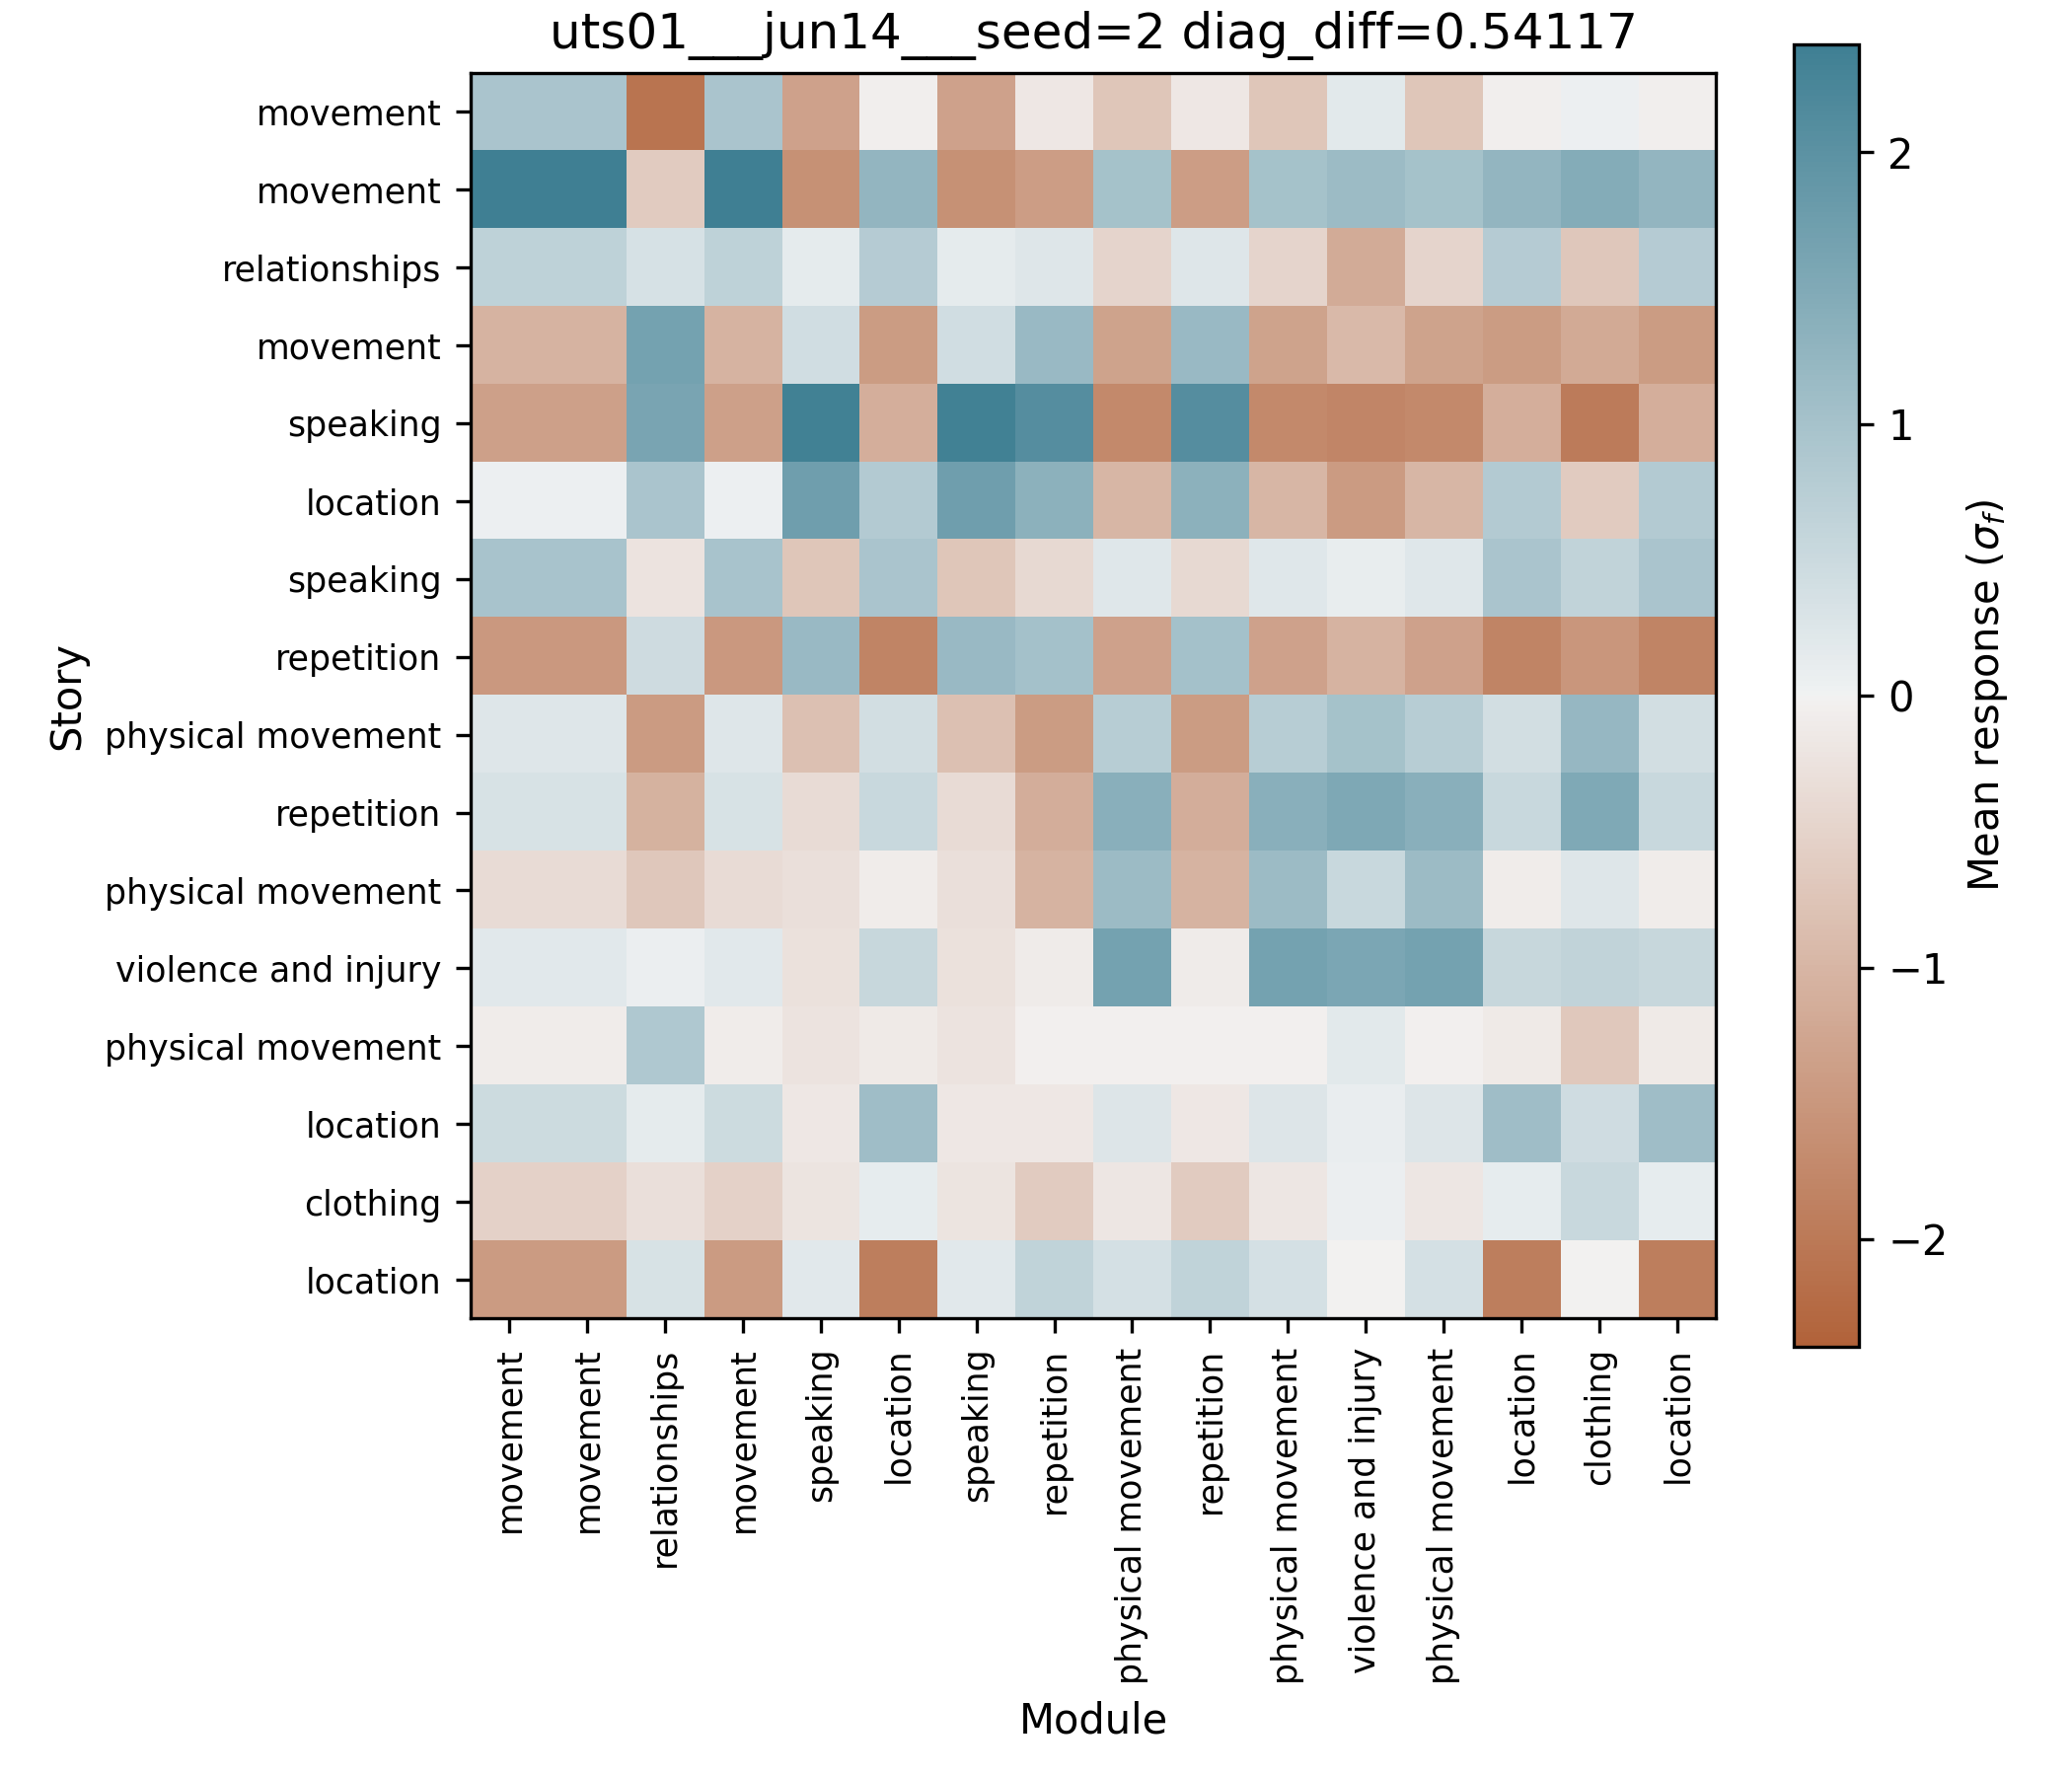 uts01___jun14___seed=2 diag_diff=0.54117
movement
movement
relationships
movement
speaking
location
speaking
repetition
physical movement
repetition
physical movement
violence and injury
physical movement
location
clothing
location
Story
movement
movement
relationships
movement
speaking
location
speaking
repetition
physical movement
repetition
physical movement
violence and injury
physical movement
location
clothing
location
Module
2
1
0
−1
−2
Mean response (σf)